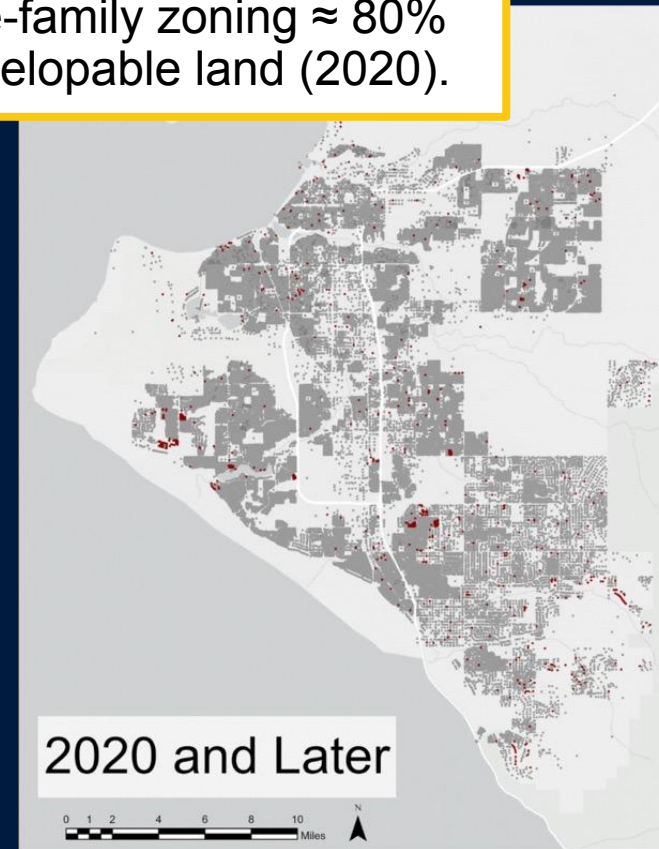 e-family zoning ≈ 80%
elopable land (2020).
2020 and Later
0 1 2 4 6 8 10
Miles
N